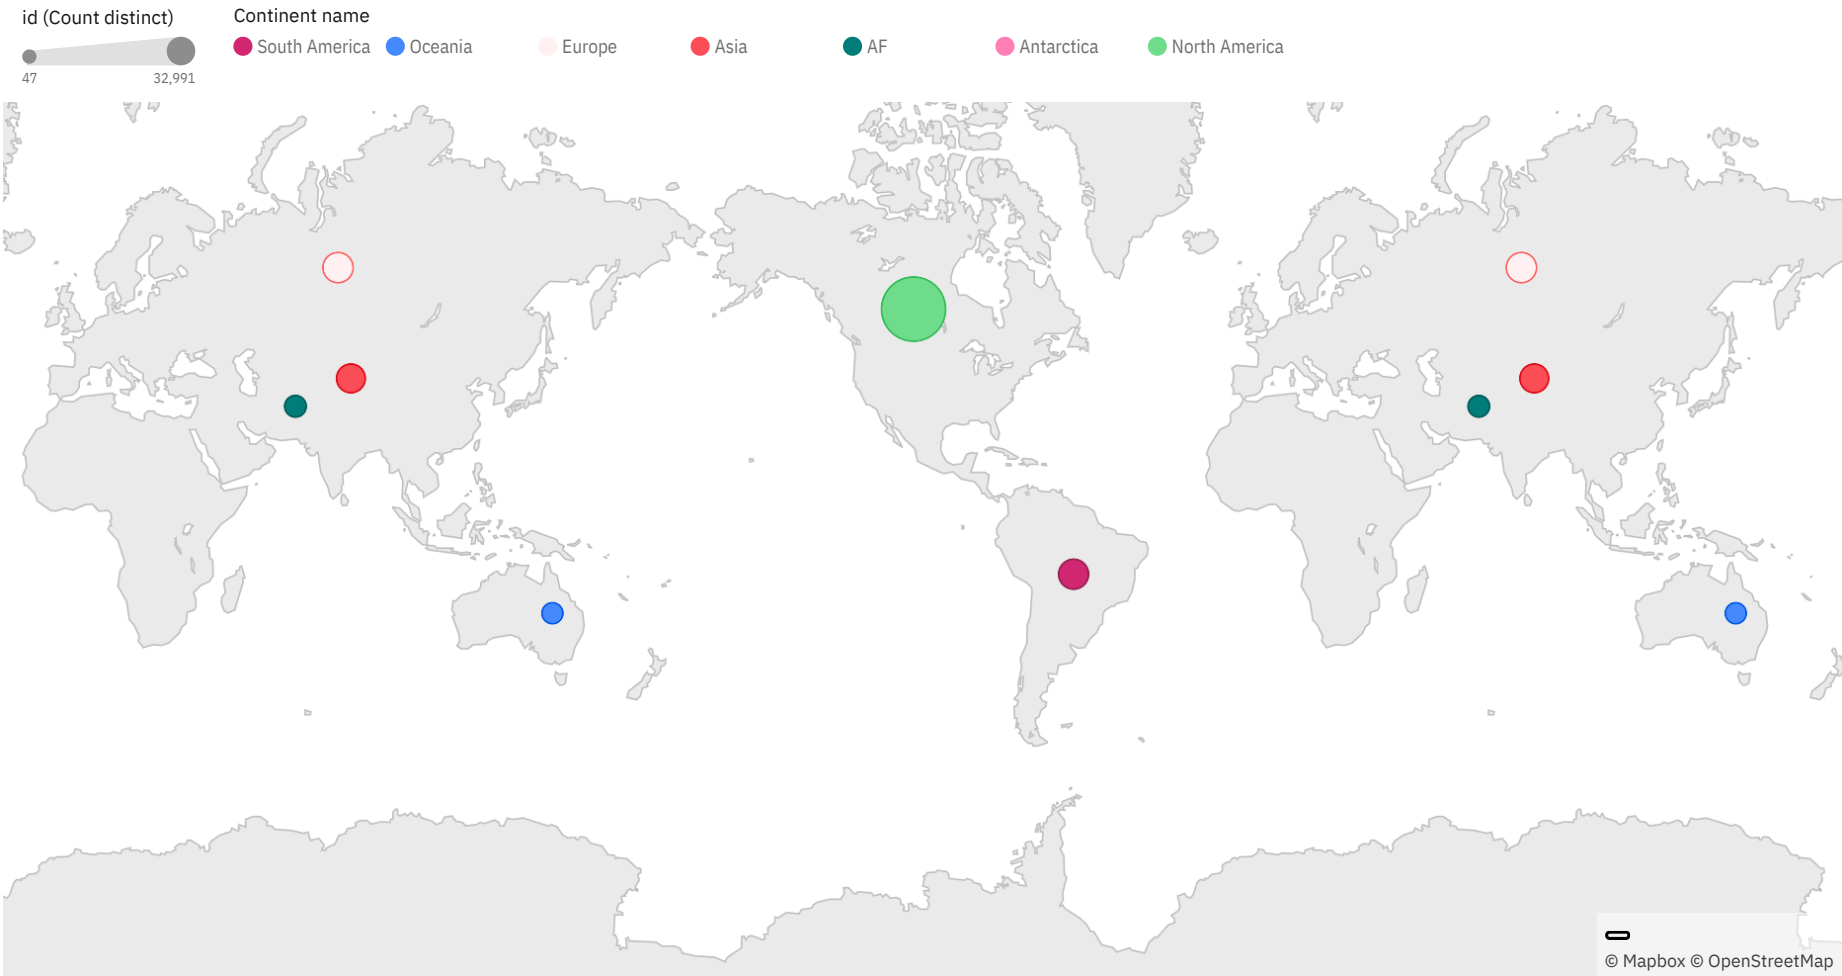 id (Count distinct)
47 32,991
Continent name
South America Oceania Europe Asia AF Antarctica North America
© Mapbox © OpenStreetMap